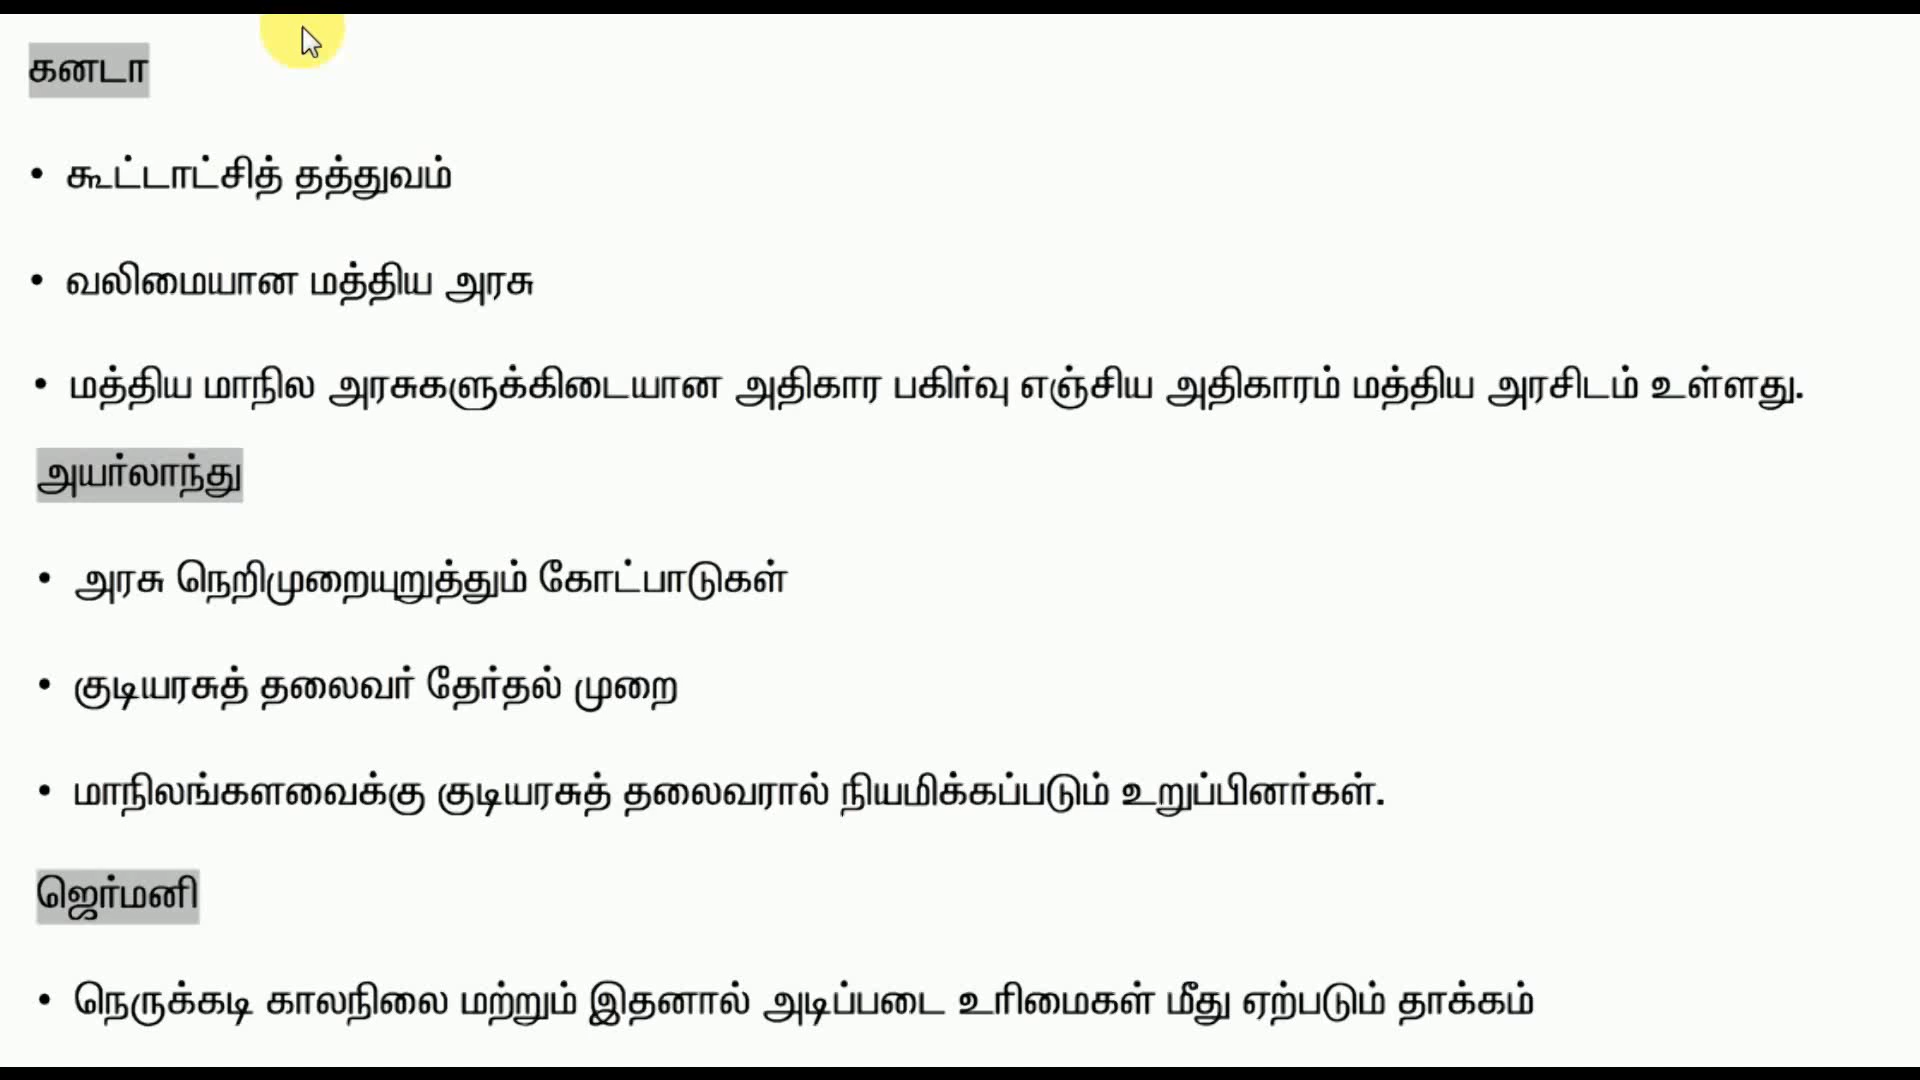 கனடா
• கூட்டாட்சித் தத்துவம்
• வலிமையான மத்திய அரசு
• மத்திய மாநில அரசுகளுக்கிடையான அதிகார பகிர்வு எஞ்சிய அதிகாரம் மத்திய அரசிடம் உள்ளது.
அயர்லாந்து
• அரசு நெறிமுறையுறுத்தும் கோட்பாடுகள்
• குடியரசுத் தலைவர் தேர்தல் முறை
• மாநிலங்களவைக்கு குடியரசுத் தலைவரால் நியமிக்கப்படும் உறுப்பினர்கள்.
ஜெர்மனி
• நெருக்கடி காலநிலை மற்றும் இதனால் அடிப்படை உரிமைகள் மீது ஏற்படும் தாக்கம்